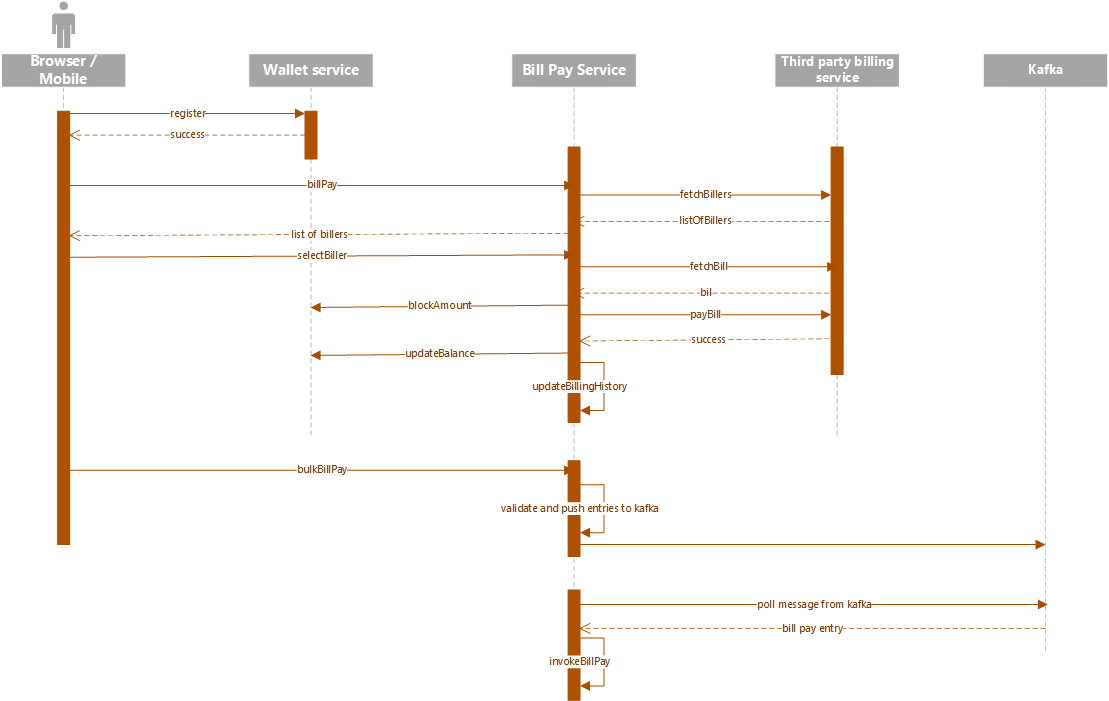 Browser /
Mobile
Wallet service
Bill Pay Service
Third party billing
service
Kafka
register
success
billPay
fetchBillers
listOfBillers
list of billers
selectBiller
fetchBill
bil
blockAmount
payBill
success
updateBalance
updateBillingHistory
bulkBillPay
validate and push entries to kafka
poll message from kafka
bill pay entry
invokeBillPay